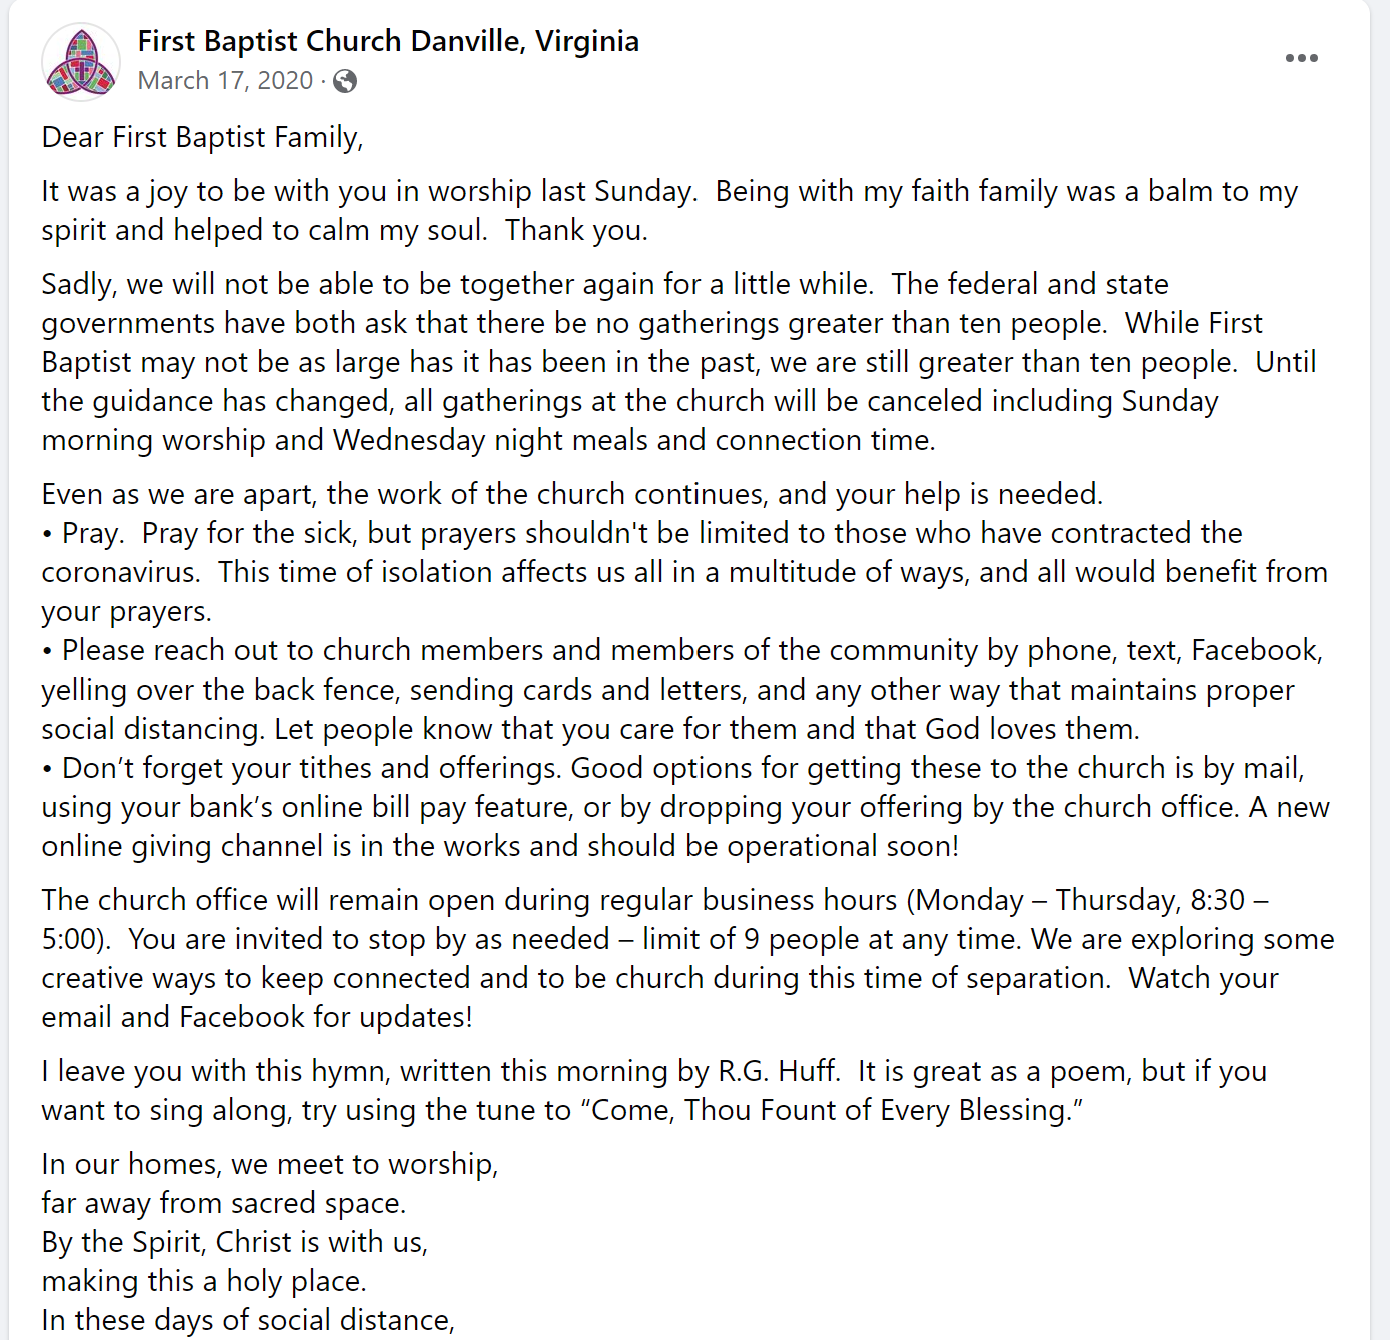 First Baptist Church Danville, Virginia
March 17, 2020 ·
Dear First Baptist Family,
It was a joy to be with you in worship last Sunday.  Being with my faith family was a balm to my
spirit and helped to calm my soul.  Thank you.
Sadly, we will not be able to be together again for a little while.  The federal and state
governments have both ask that there be no gatherings greater than ten people.  While First
Baptist may not be as large has it has been in the past, we are still greater than ten people.  Until
the guidance has changed, all gatherings at the church will be canceled including Sunday
morning worship and Wednesday night meals and connection time.
Even as we are apart, the work of the church continues, and your help is needed.
• Pray.  Pray for the sick, but prayers shouldn't be limited to those who have contracted the
coronavirus.  This time of isolation affects us all in a multitude of ways, and all would benefit from
your prayers.
• Please reach out to church members and members of the community by phone, text, Facebook,
yelling over the back fence, sending cards and letters, and any other way that maintains proper
social distancing. Let people know that you care for them and that God loves them.
• Don’t forget your tithes and offerings. Good options for getting these to the church is by mail,
using your bank’s online bill pay feature, or by dropping your offering by the church office. A new
online giving channel is in the works and should be operational soon!
The church office will remain open during regular business hours (Monday – Thursday, 8:30 –
5:00).  You are invited to stop by as needed – limit of 9 people at any time. We are exploring some
creative ways to keep connected and to be church during this time of separation.  Watch your
email and Facebook for updates!
I leave you with this hymn, written this morning by R.G. Huff.  It is great as a poem, but if you
want to sing along, try using the tune to “Come, Thou Fount of Every Blessing.”
In our homes, we meet to worship,
far away from sacred space.
By the Spirit, Christ is with us,
making this a holy place.
In these days of social distance,